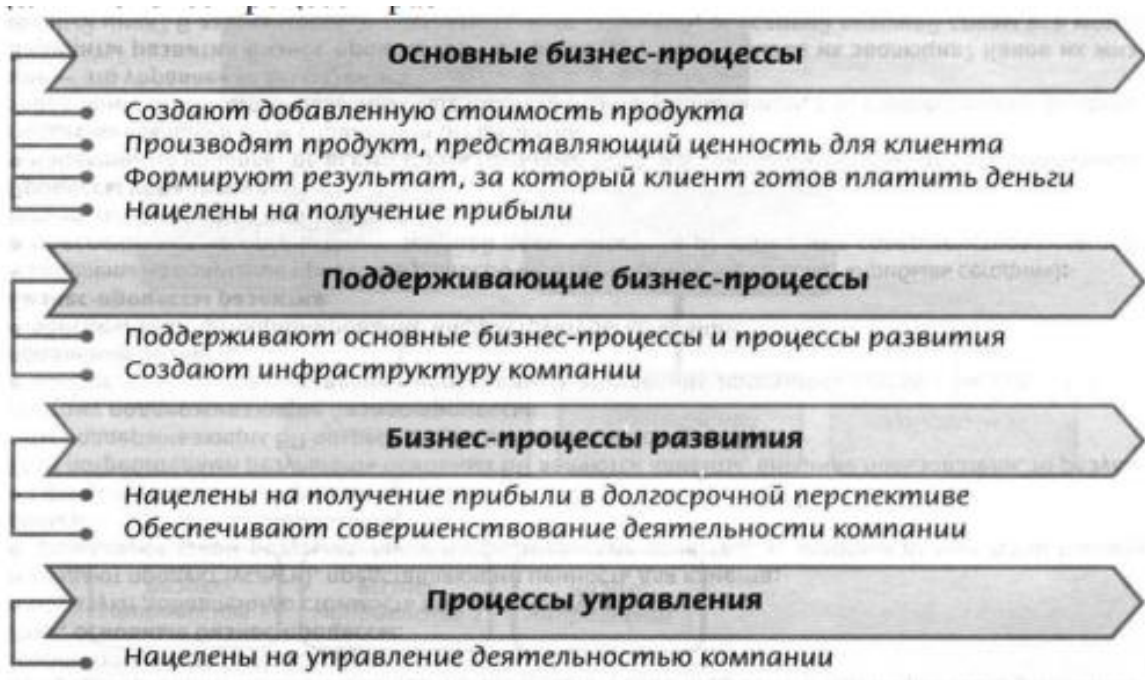 Основные бизнес-процессы
Создают добавленную стоимость продукта
Производят продукт, представляющий ценность для клиента
Формируют результат, за который клиент готов платить деньги
Нацелены на получение прибыли
Поддерживающие бизнес-процессы
Поддерживают основные бизнес-процессы и процессы развития
Создают инфраструктуру компании
Бизнес-процессы развития
Нацелены на получение прибыли в долгосрочной перспективе
Обеспечивают совершенствование деятельности компании
Процессы управления
Нацелены на управление деятельностью компании